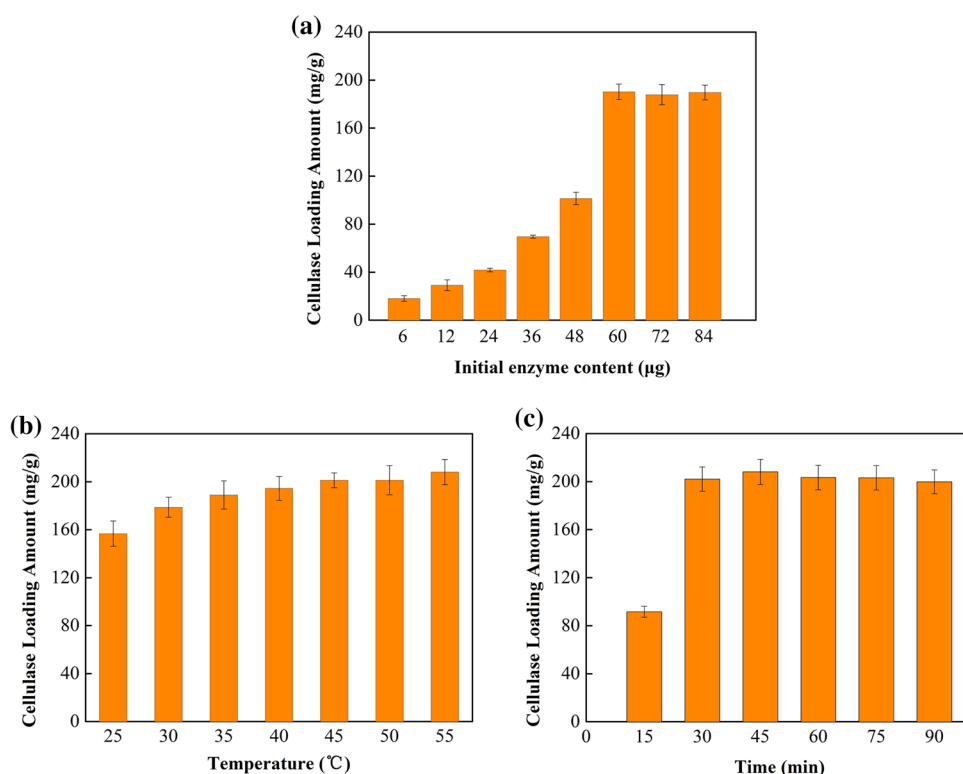 (a)
Cellulase Loading Amount (mg/g)
240
200
160
120
80
40
0
6 12 24 36 48 60 72 84
Initial enzyme content (μg)
(b)
Cellulase Loading Amount (mg/g)
240
200
160
120
80
40
0
25 30 35 40 45 50 55
Temperature (℃)
(c)
Cellulase Loading Amount (mg/g)
240
200
160
120
80
40
0
0 15 30 45 60 75 90
Time (min)